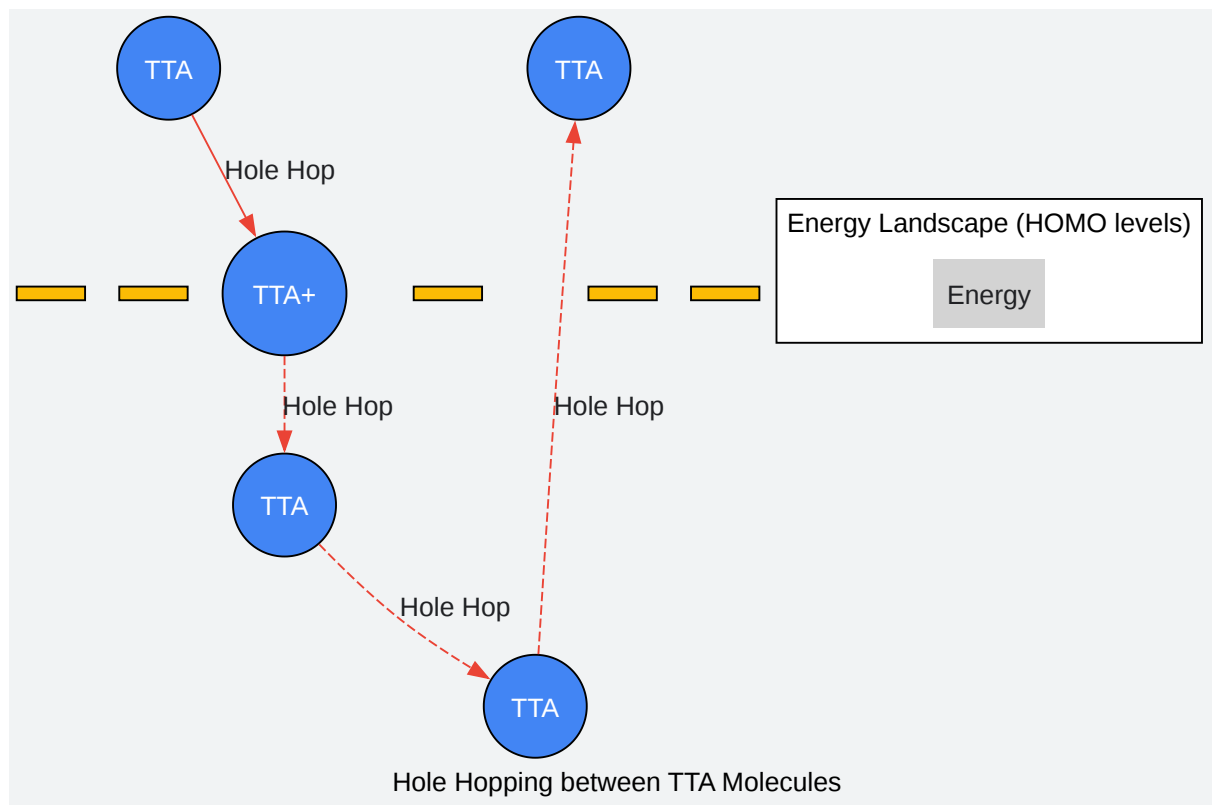 TTA
TTA
Hole Hop
Energy Landscape (HOMO levels)
TTA+
Energy
Hole Hop
Hole Hop
TTA
Hole Hop
TTA
Hole Hopping between TTA Molecules